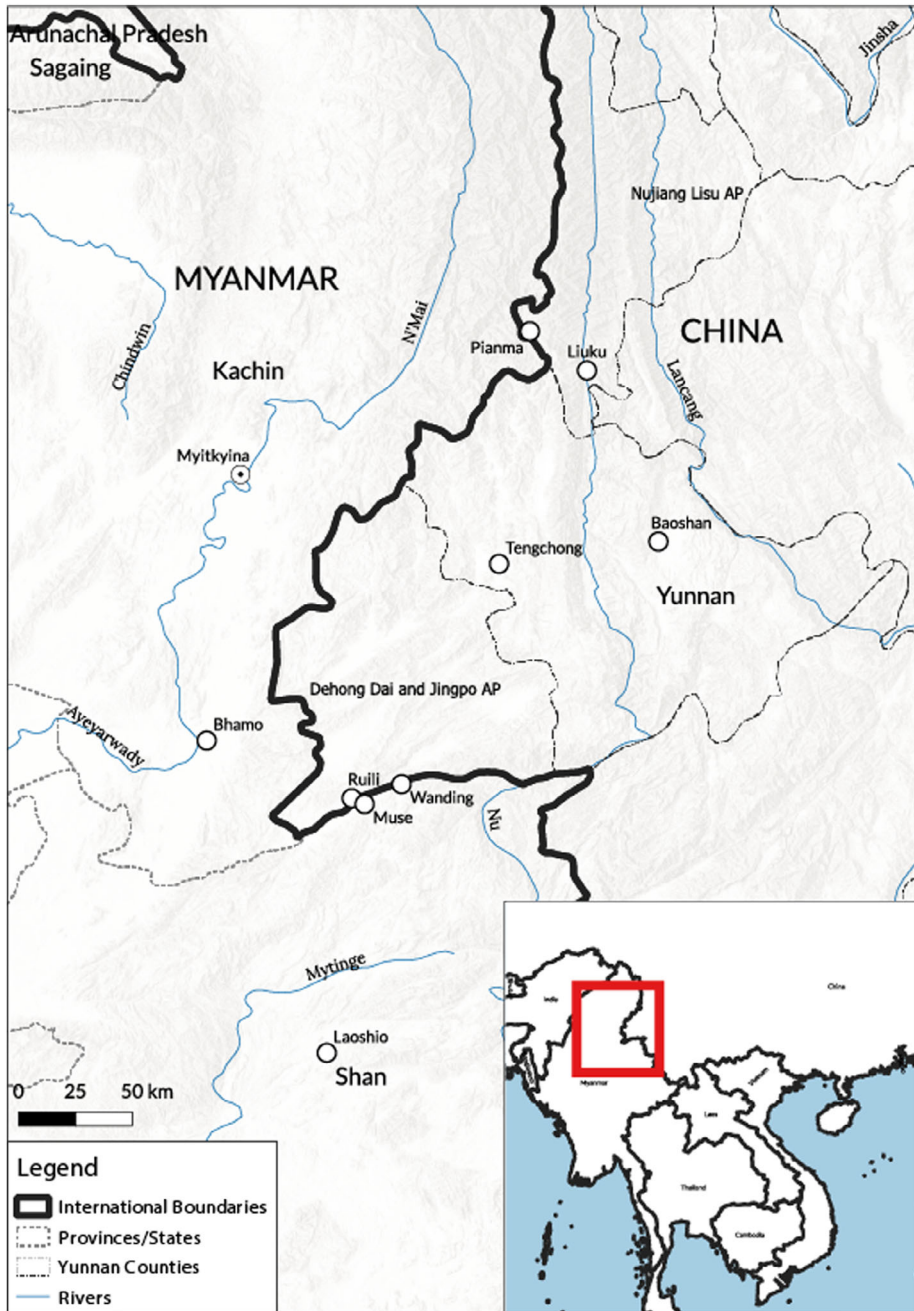 Arunachal Pradesh
Sagaing
Jinsha
Nujiang Lisu AP
MYANMAR
N'Mai
CHINA
Chindwin
Pianma
Liuku
Kachin
Lancang
Myitkyina
Baoshan
Tengchong
Yunnan
Dehong Dai and Jingpo AP
Ayeyarwady
Bhamo
Ruili
Wanding
Muse
Nu
Mytinge
Laoshio
Shan
0 25 50 km
Legend
International Boundaries
Provinces/States
Yunnan Counties
Rivers
India
China
Myanmar
Laos
Thailand
Cambodia